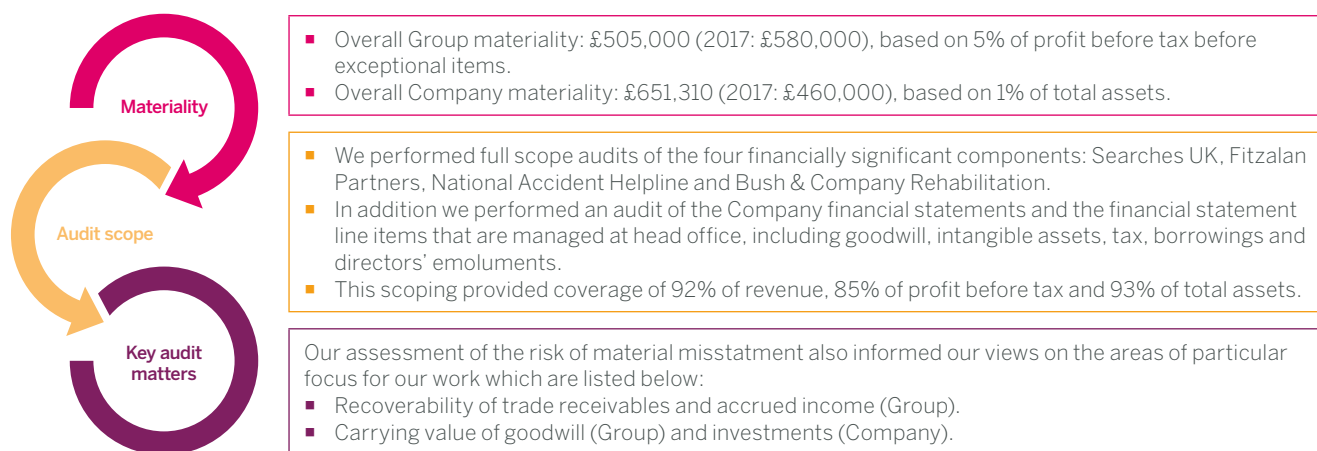 Materiality
■ Overall Group materiality: £505,000 (2017: £580,000), based on 5% of profit before tax before
exceptional items.
■ Overall Company materiality: £651,310 (2017: £460,000), based on 1% of total assets.
Audit scope
■ We performed full scope audits of the four financially significant components: Searches UK, Fitzalan
Partners, National Accident Helpline and Bush & Company Rehabilitation.
■ In addition we performed an audit of the Company financial statements and the financial statement
line items that are managed at head office, including goodwill, intangible assets, tax, borrowings and
directors’ emoluments.
■ This scoping provided coverage of 92% of revenue, 85% of profit before tax and 93% of total assets.
Key audit
matters
Our assessment of the risk of material misstatment also informed our views on the areas of particular
focus for our work which are listed below:
■ Recoverability of trade receivables and accrued income (Group).
■ Carrying value of goodwill (Group) and investments (Company).